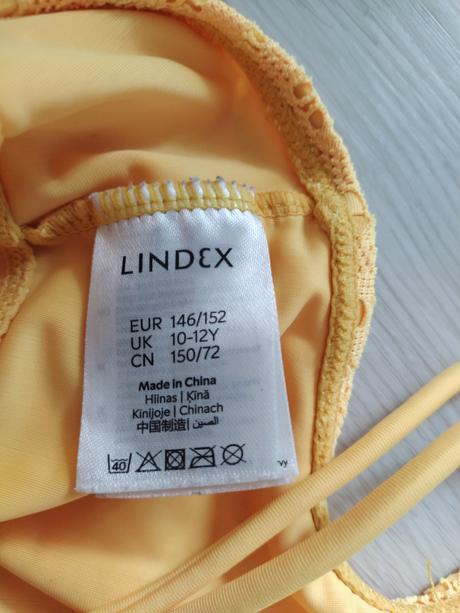 LINDEX
EUR 146/152
UK 10-12Y
CN 150/72
Made in China
Hiinas | Ķīnā
Kinijoje | Chinach
中国制造 | الصين
40
vy